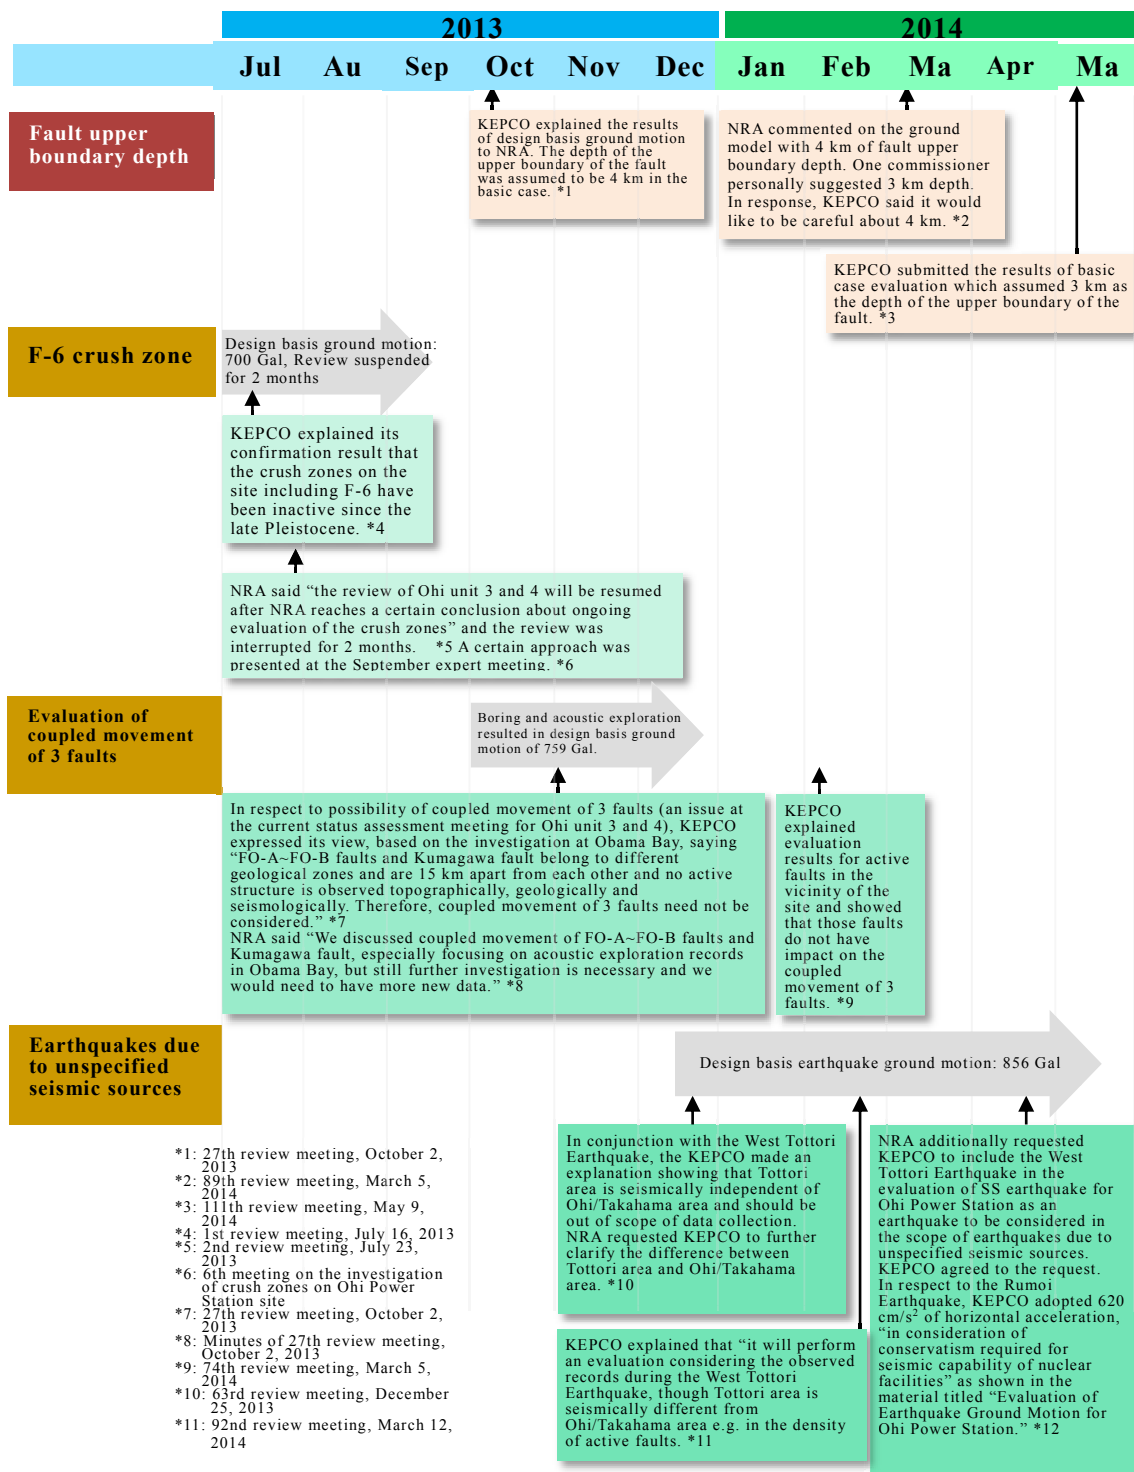 2013
2014
Jul
Au
Sep
Oct
Nov
Dec
Jan
Feb
Ma
Apr
Ma
Fault upper
boundary depth
KEPCO explained the results
of design basis ground motion
to NRA. The depth of the
upper boundary of the fault
was assumed to be 4 km in the
basic case. *1
NRA commented on the ground
model with 4 km of fault upper
boundary depth. One commissioner
personally suggested 3 km depth.
In response, KEPCO said it would
like to be careful about 4 km. *2
KEPCO submitted the results of basic
case evaluation which assumed 3 km as
the depth of the upper boundary of the
fault. *3
F-6 crush zone
Design basis ground motion:
700 Gal, Review suspended
for 2 months
KEPCO explained its
confirmation result that
the crush zones on the
site including F-6 have
been inactive since the
late Pleistocene. *4
NRA said “the review of Ohi unit 3 and 4 will be resumed
after NRA reaches a certain conclusion about ongoing
evaluation of the crush zones” and the review was
interrupted for 2 months. *5 A certain approach was
presented at the September expert meeting. *6
Evaluation of
coupled movement
of 3 faults
Boring and acoustic exploration
resulted in design basis ground
motion of 759 Gal.
In respect to possibility of coupled movement of 3 faults (an issue at
the current status assessment meeting for Ohi unit 3 and 4), KEPCO
expressed its view, based on the investigation at Obama Bay, saying
“FO-A~FO-B faults and Kumagawa fault belong to different
geological zones and are 15 km apart from each other and no active
structure is observed topographically, geologically and
seismologically. Therefore, coupled movement of 3 faults need not be
considered.” *7
NRA said “We discussed coupled movement of FO-A~FO-B faults and
Kumagawa fault, especially focusing on acoustic exploration records
in Obama Bay, but still further investigation is necessary and we
would need to have more new data.” *8
KEPCO
explained
evaluation
results for active
faults in the
vicinity of the
site and showed
that those faults
do not have
impact on the
coupled
movement of 3
faults. *9
Earthquakes due
to unspecified
seismic sources
Design basis earthquake ground motion: 856 Gal
In conjunction with the West Tottori
Earthquake, the KEPCO made an
explanation showing that Tottori
area is seismically independent of
Ohi/Takahama area and should be
out of scope of data collection.
NRA requested KEPCO to further
clarify the difference between
Tottori area and Ohi/Takahama
area. *10
KEPCO explained that “it will perform
an evaluation considering the observed
records during the West Tottori
Earthquake, though Tottori area is
seismically different from
Ohi/Takahama area e.g. in the density
of active faults. *11
NRA additionally requested
KEPCO to include the West
Tottori Earthquake in the
evaluation of SS earthquake for
Ohi Power Station as an
earthquake to be considered in
the scope of earthquakes due to
unspecified seismic sources.
KEPCO agreed to the request.
In respect to the Rumoi
Earthquake, KEPCO adopted 620
cm/s² of horizontal acceleration,
“in consideration of
conservatism required for
seismic capability of nuclear
facilities” as shown in the
material titled “Evaluation of
Earthquake Ground Motion for
Ohi Power Station.” *12
*1: 27th review meeting, October 2,
2013
*2: 89th review meeting, March 5,
2014
*3: 111th review meeting, May 9,
2014
*4: 1st review meeting, July 16, 2013
*5: 2nd review meeting, July 23,
2013
*6: 6th meeting on the investigation
of crush zones on Ohi Power
Station site
*7: 27th review meeting, October 2,
2013
*8: Minutes of 27th review meeting,
October 2, 2013
*9: 74th review meeting, March 5,
2014
*10: 63rd review meeting, December
25, 2013
*11: 92nd review meeting, March 12,
2014